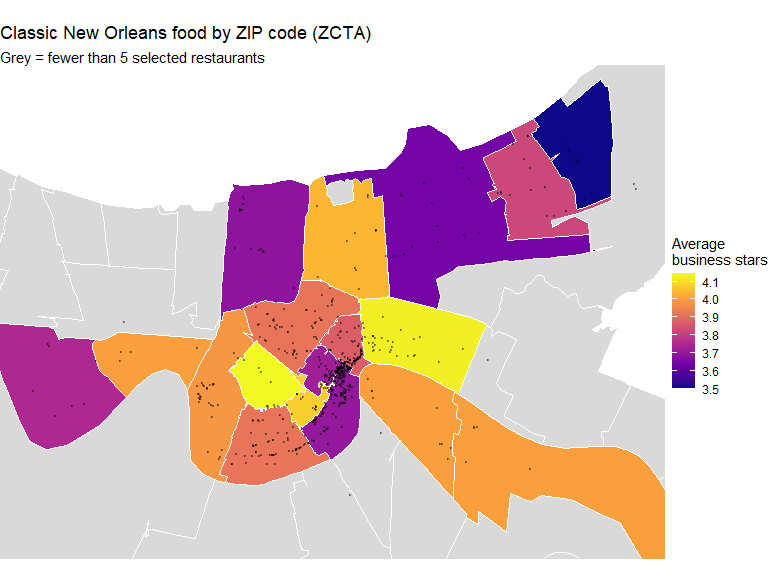 Classic New Orleans food by ZIP code (ZCTA)
Grey = fewer than 5 selected restaurants
Average
business stars
4.1
4.0
3.9
3.8
3.7
3.6
3.5